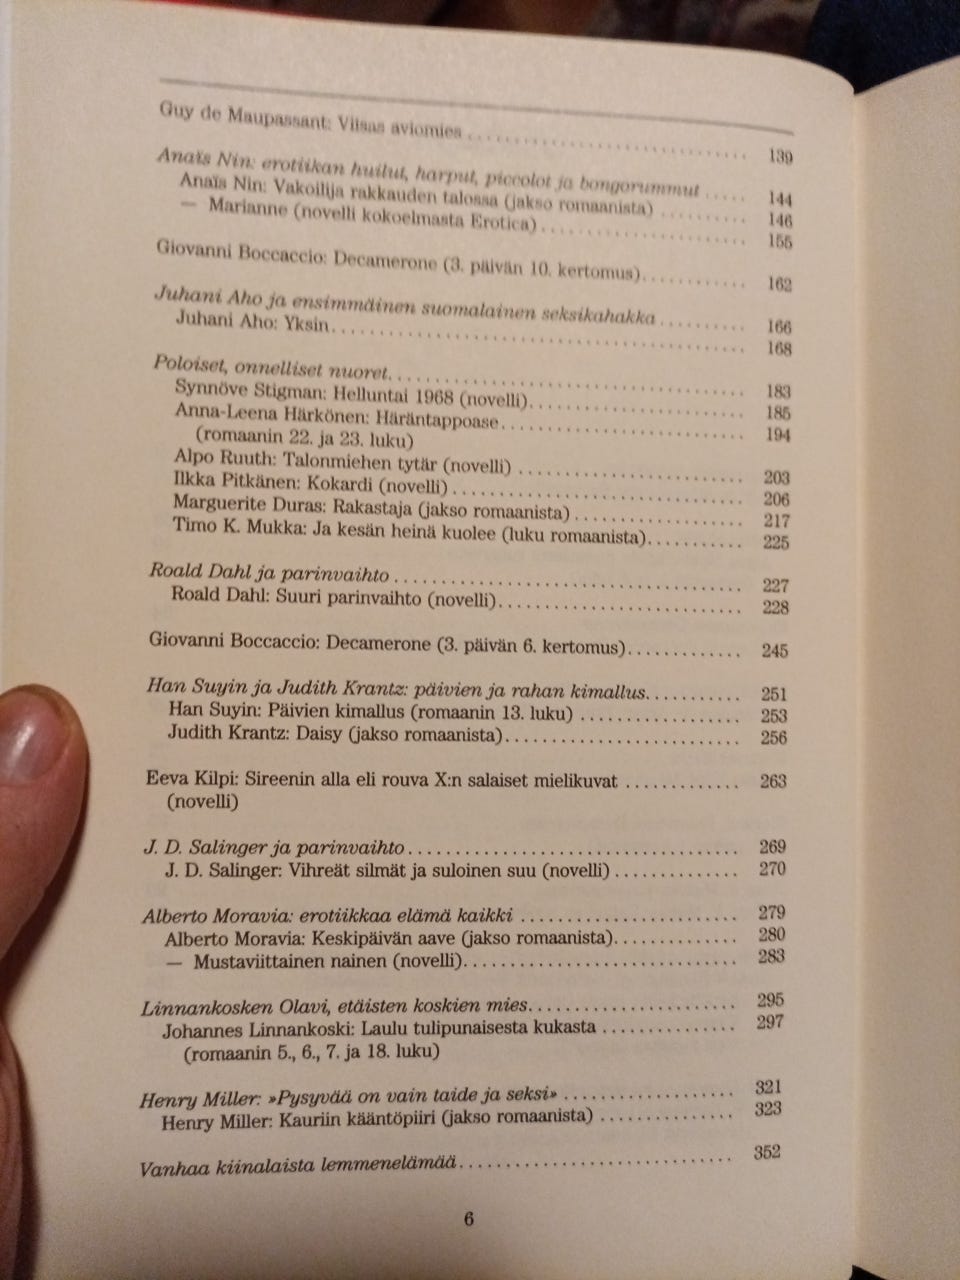 Guy de Maupassant: Viisas aviomies .......... 139
Anaïs Nin: erotiikan huilut, harput, piccolot ja bongorummut ..... 144
Anaïs Nin: Vakoilija rakkauden talossa (jakso romaanista) .......... 146
— Marianne (novelli kokoelmasta Erotica) .......... 155
Giovanni Boccaccio: Decamerone (3. päivän 10. kertomus) .......... 162
Juhani Aho ja ensimmäinen suomalainen seksikahakka .......... 166
Juhani Aho: Yksin .......... 168
Poloiset, onnelliset nuoret .......... 183
Synnöve Stigman: Helluntai 1968 (novelli) .......... 185
Anna-Leena Härkönen: Häräntappoase .......... 194
(romaanin 22. ja 23. luku)
Alpo Ruuth: Talonmiehen tytär (novelli) .......... 203
Ilkka Pitkänen: Kokardi (novelli) .......... 206
Marguerite Duras: Rakastaja (jakso romaanista) .......... 217
Timo K. Mukka: Ja kesän heinä kuolee (luku romaanista) .......... 225
Roald Dahl ja parinvaihto .......... 227
Roald Dahl: Suuri parinvaihto (novelli) .......... 228
Giovanni Boccaccio: Decamerone (3. päivän 6. kertomus) .......... 245
Han Suyin ja Judith Krantz: päivien ja rahan kimallus .......... 251
Han Suyin: Päivien kimallus (romaanin 13. luku) .......... 253
Judith Krantz: Daisy (jakso romaanista) .......... 256
Eeva Kilpi: Sireenin alla eli rouva X:n salaiset mielikuvat .......... 263
(novelli)
J. D. Salinger ja parinvaihto .......... 269
J. D. Salinger: Vihreät silmät ja suloinen suu (novelli) .......... 270
Alberto Moravia: erotiikkaa elämä kaikki .......... 279
Alberto Moravia: Keskipäivän aave (jakso romaanista) .......... 280
— Mustaviittainen nainen (novelli) .......... 283
Linnankosken Olavi, etäisten koskien mies .......... 295
Johannes Linnankoski: Laulu tulipunaisesta kukasta .......... 297
(romaanin 5., 6., 7. ja 18. luku)
Henry Miller: »Pysyvää on vain taide ja seksi» .......... 321
Henry Miller: Kauriin kääntöpiiri (jakso romaanista) .......... 323
Vanhaa kiinalaista lemmenelämää .......... 352
6